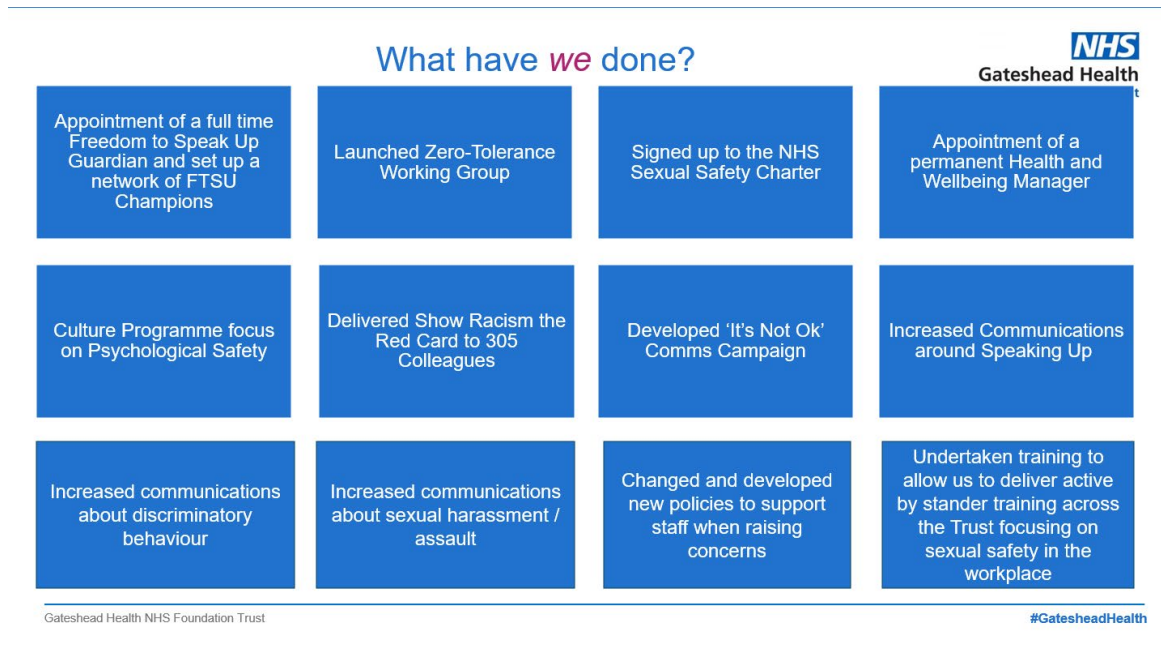 What have we done?
NHS
Gateshead Health
t
Appointment of a full time
Freedom to Speak Up
Guardian and set up a
network of FTSU
Champions
Launched Zero-Tolerance
Working Group
Signed up to the NHS
Sexual Safety Charter
Appointment of a
permanent Health and
Wellbeing Manager
Culture Programme focus
on Psychological Safety
Delivered Show Racism the
Red Card to 305
Colleagues
Developed ‘It’s Not Ok’
Comms Campaign
Increased Communications
around Speaking Up
Increased communications
about discriminatory
behaviour
Increased communications
about sexual harassment /
assault
Changed and developed
new policies to support
staff when raising
concerns
Undertaken training to
allow us to deliver active
by stander training across
the Trust focusing on
sexual safety in the
workplace
Gateshead Health NHS Foundation Trust
#GatesheadHealth